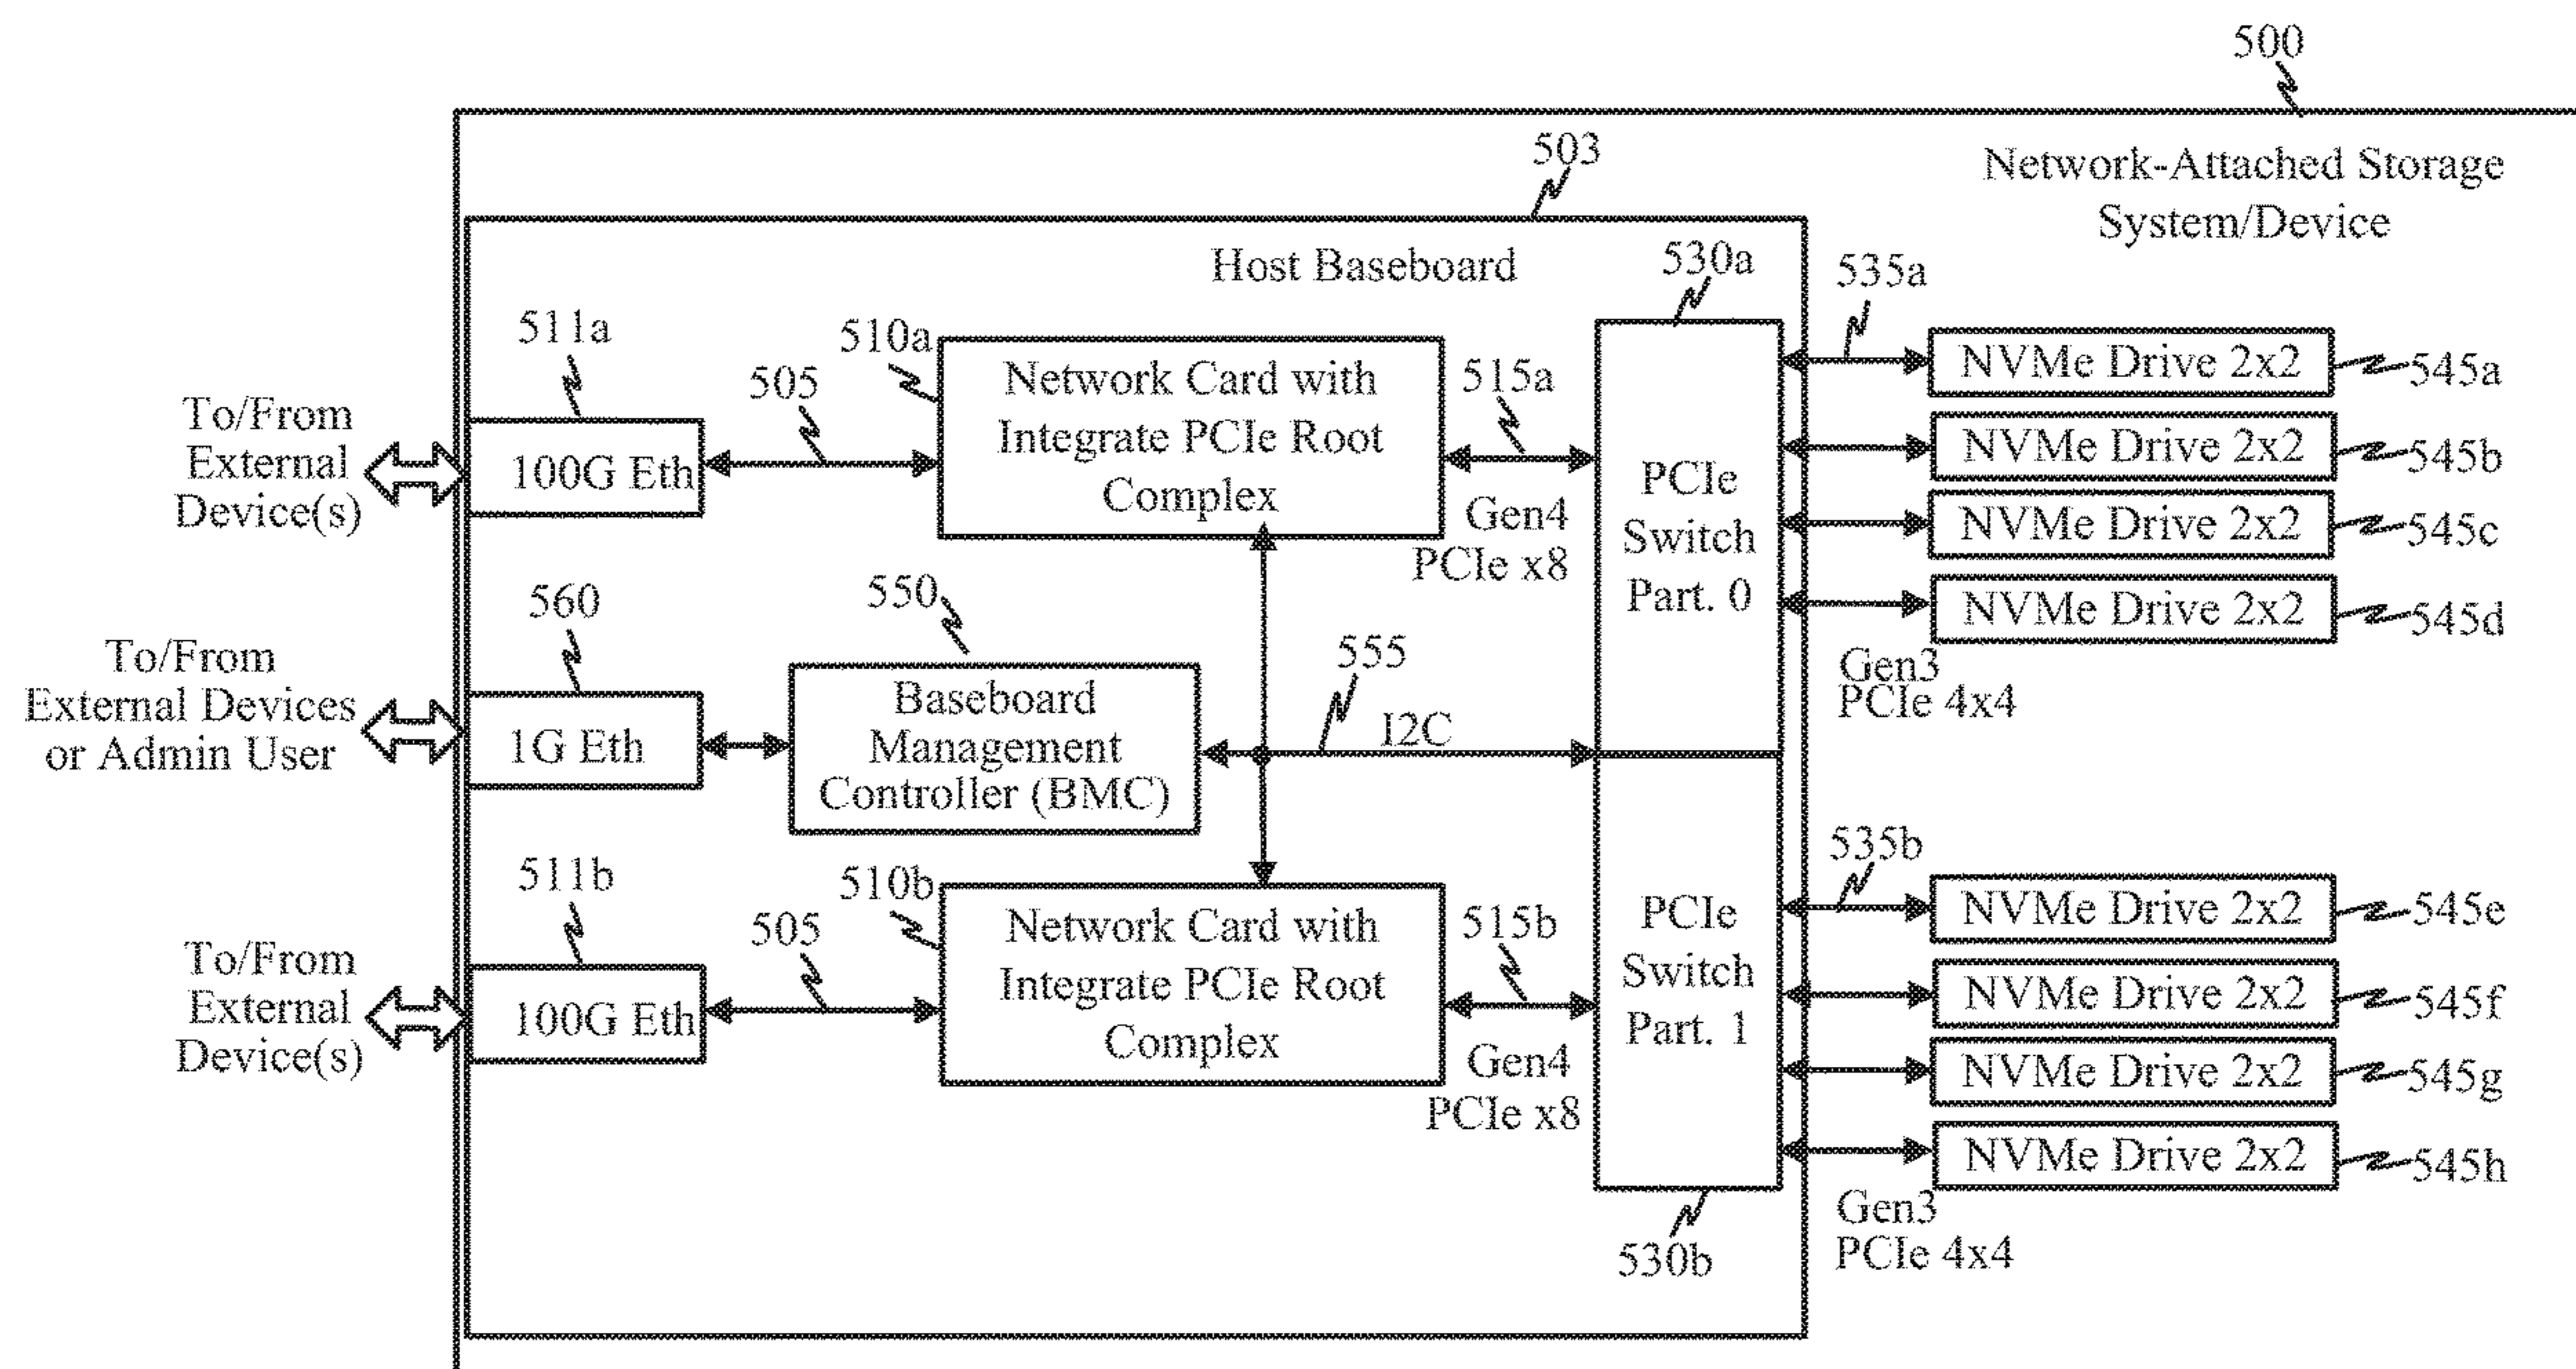 500
Network-Attached Storage
System/Device
503
Host Baseboard
530a
535a
511a
510a
505
515a
To/From
External
Device(s)
100G Eth
Network Card with
Integrate PCIe Root
Complex
Gen4
PCIe x8
PCIe
Switch
Part. 0
NVMe Drive 2x2
545a
NVMe Drive 2x2
545b
NVMe Drive 2x2
545c
NVMe Drive 2x2
545d
Gen3
PCIe 4x4
560
550
555
To/From
External Devices
or Admin User
1G Eth
Baseboard
Management
Controller (BMC)
I2C
511b
510b
505
515b
535b
To/From
External
Device(s)
100G Eth
Network Card with
Integrate PCIe Root
Complex
Gen4
PCIe x8
PCIe
Switch
Part. 1
530b
NVMe Drive 2x2
545e
NVMe Drive 2x2
545f
NVMe Drive 2x2
545g
NVMe Drive 2x2
545h
Gen3
PCIe 4x4